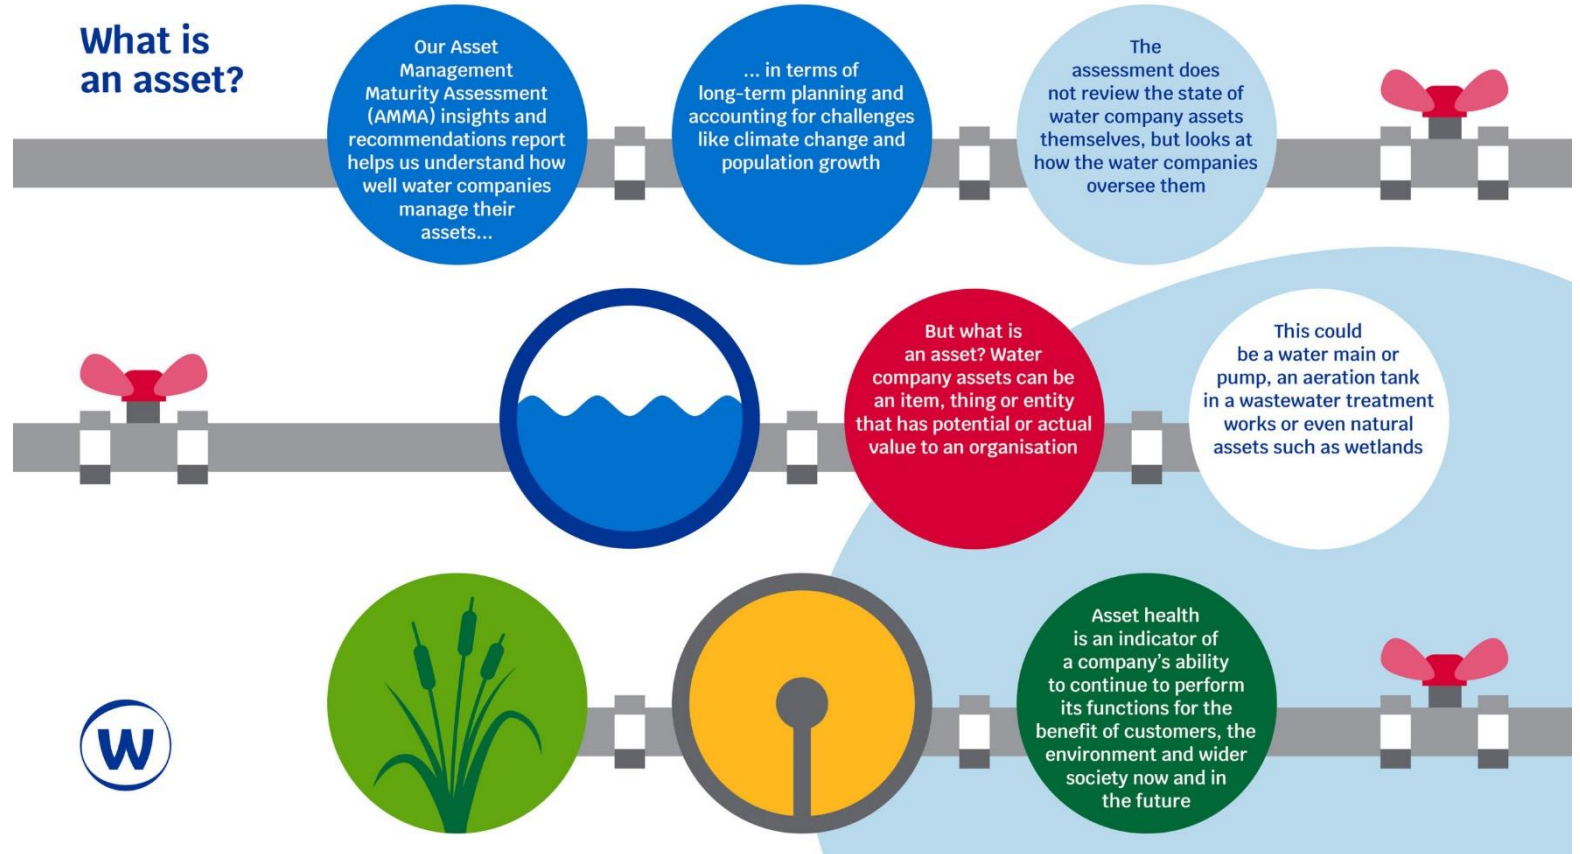 What is
an asset?
Our Asset
Management
Maturity Assessment
(AMMA) insights and
recommendations report
helps us understand how
well water companies
manage their
assets...
... in terms of
long-term planning and
accounting for challenges
like climate change and
population growth
The
assessment does
not review the state of
water company assets
themselves, but looks at
how the water companies
oversee them
But what is
an asset? Water
company assets can be
an item, thing or entity
that has potential or actual
value to an organisation
This could
be a water main or
pump, an aeration tank
in a wastewater treatment
works or even natural
assets such as wetlands
Asset health
is an indicator of
a company’s ability
to continue to perform
its functions for the
benefit of customers, the
environment and wider
society now and in
the future
W